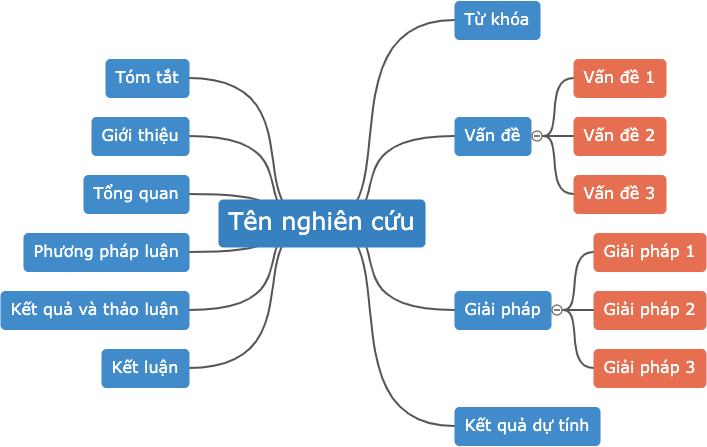 Tên nghiên cứu
Tóm tắt
Giới thiệu
Tổng quan
Phương pháp luận
Kết quả và thảo luận
Kết luận
Từ khóa
Vấn đề
Vấn đề 1
Vấn đề 2
Vấn đề 3
Giải pháp
Giải pháp 1
Giải pháp 2
Giải pháp 3
Kết quả dự tính